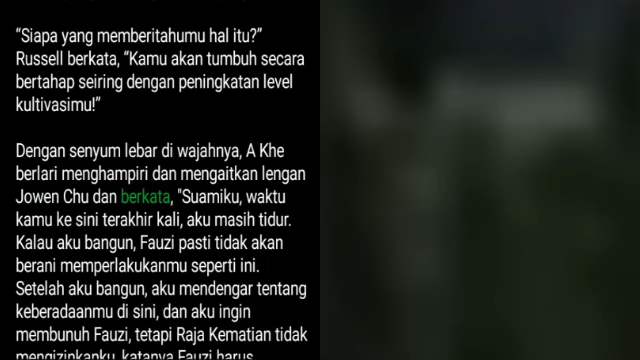 “Siapa yang memberitahumu hal itu?”
Russell berkata, “Kamu akan tumbuh secara
bertahap seiring dengan peningkatan level
kultivasimu!”
Dengan senyum lebar di wajahnya, A Khe
berlari menghampiri dan mengaitkan lengan
Jowen Chu dan berkata, "Suamiku, waktu
kamu ke sini terakhir kali, aku masih tidur.
Kalau aku bangun, Fauzi pasti tidak akan
berani memperlakukanmu seperti ini.
Setelah aku bangun, aku mendengar tentang
keberadaanmu di sini, dan aku ingin
membunuh Fauzi, tetapi Raja Kematian tidak
mengizinkanku, katanya Fauzi harus